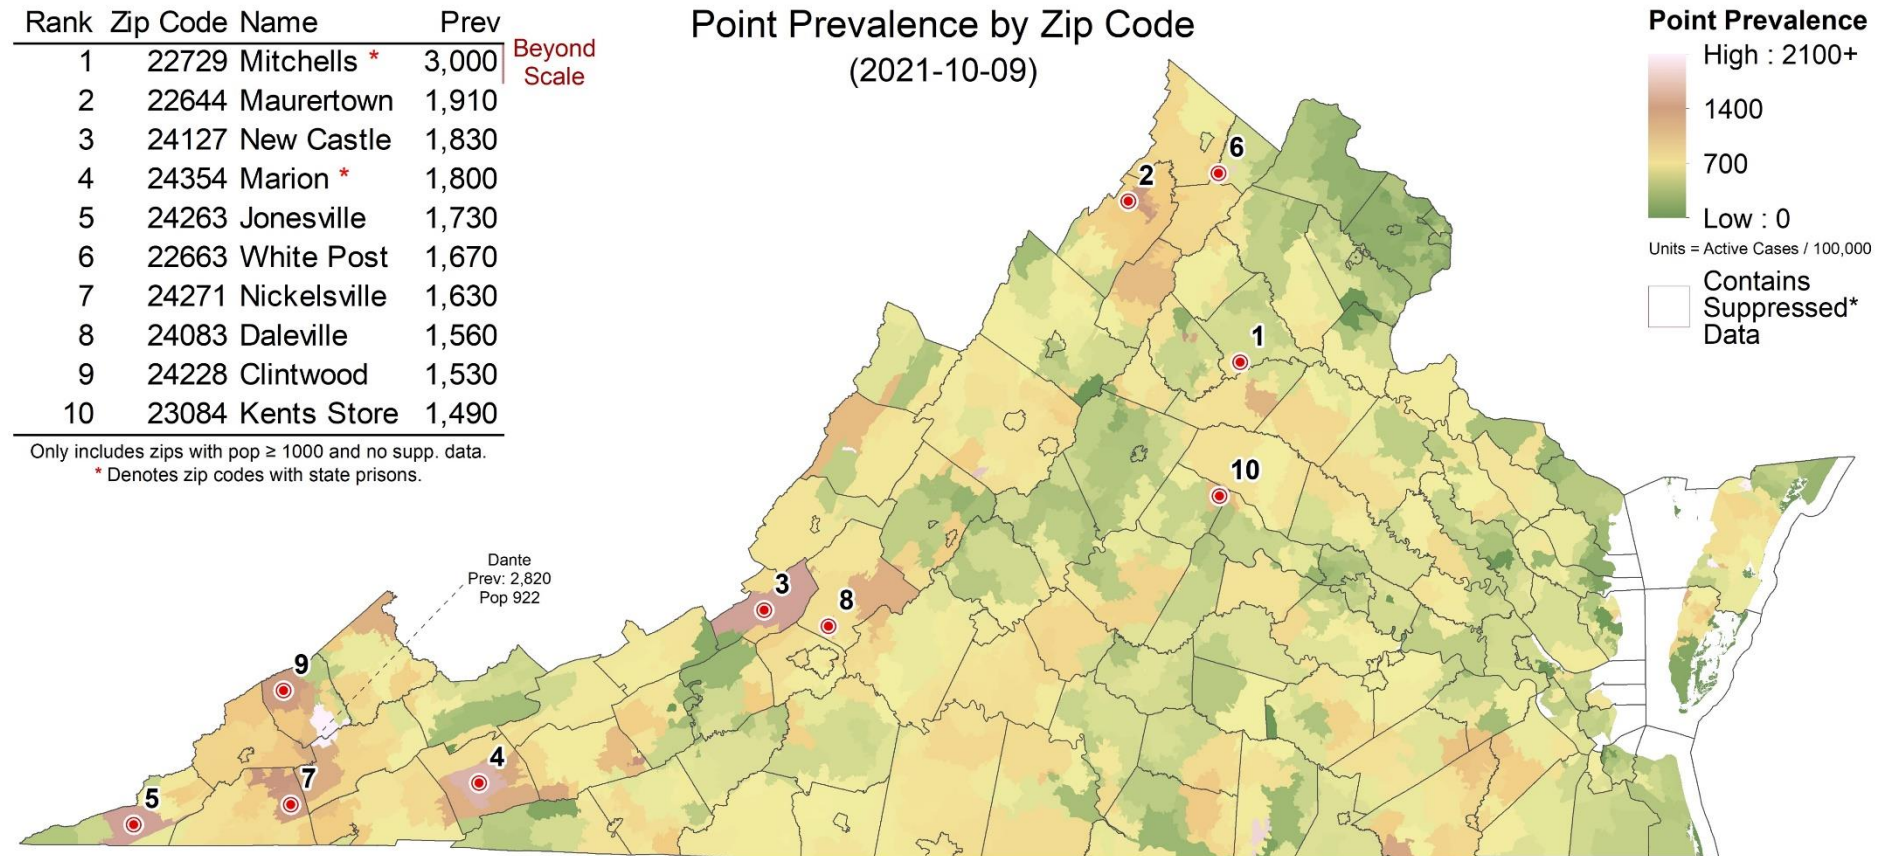 Point Prevalence by Zip Code
(2021-10-09)
Rank Zip Code Name Prev
1 22729 Mitchells * 3,000
2 22644 Maurertown 1,910
3 24127 New Castle 1,830
4 24354 Marion * 1,800
5 24263 Jonesville 1,730
6 22663 White Post 1,670
7 24271 Nickelsville 1,630
8 24083 Daleville 1,560
9 24228 Clintwood 1,530
10 23084 Kents Store 1,490
Beyond
Scale
Only includes zips with pop ≥ 1000 and no supp. data.
* Denotes zip codes with state prisons.
Point Prevalence
High : 2100+
1400
700
Low : 0
Units = Active Cases / 100,000
Contains
Suppressed*
Data
6
2
1
10
Dante
Prev: 2,820
Pop 922
3
8
9
4
7
5